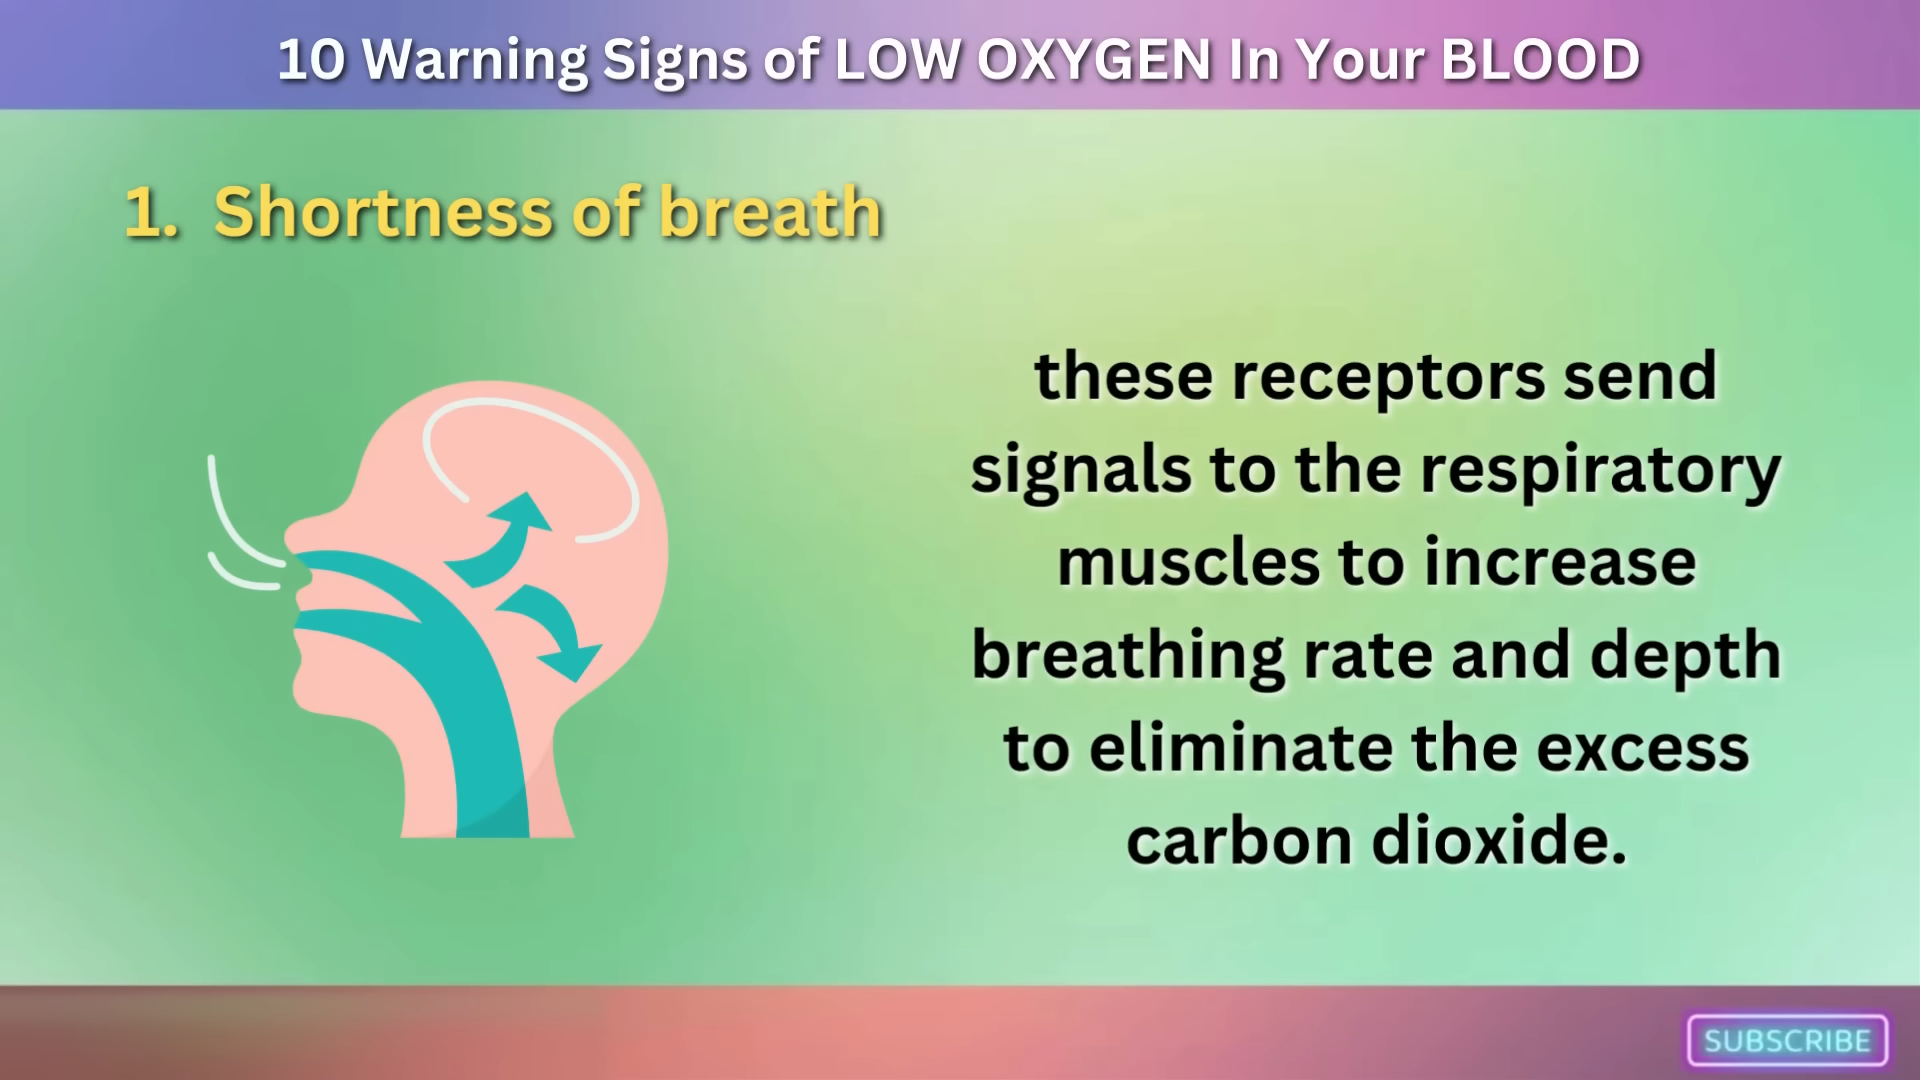 10 Warning Signs of LOW OXYGEN In Your BLOOD
1. Shortness of breath
these receptors send
signals to the respiratory
muscles to increase
breathing rate and depth
to eliminate the excess
carbon dioxide.
SUBSCRIBE